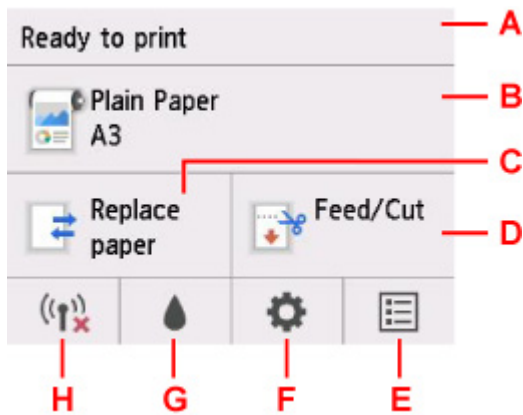 Ready to print
A
Plain Paper
A3
B
C
Replace
paper
Feed/Cut
D
H
G
F
E